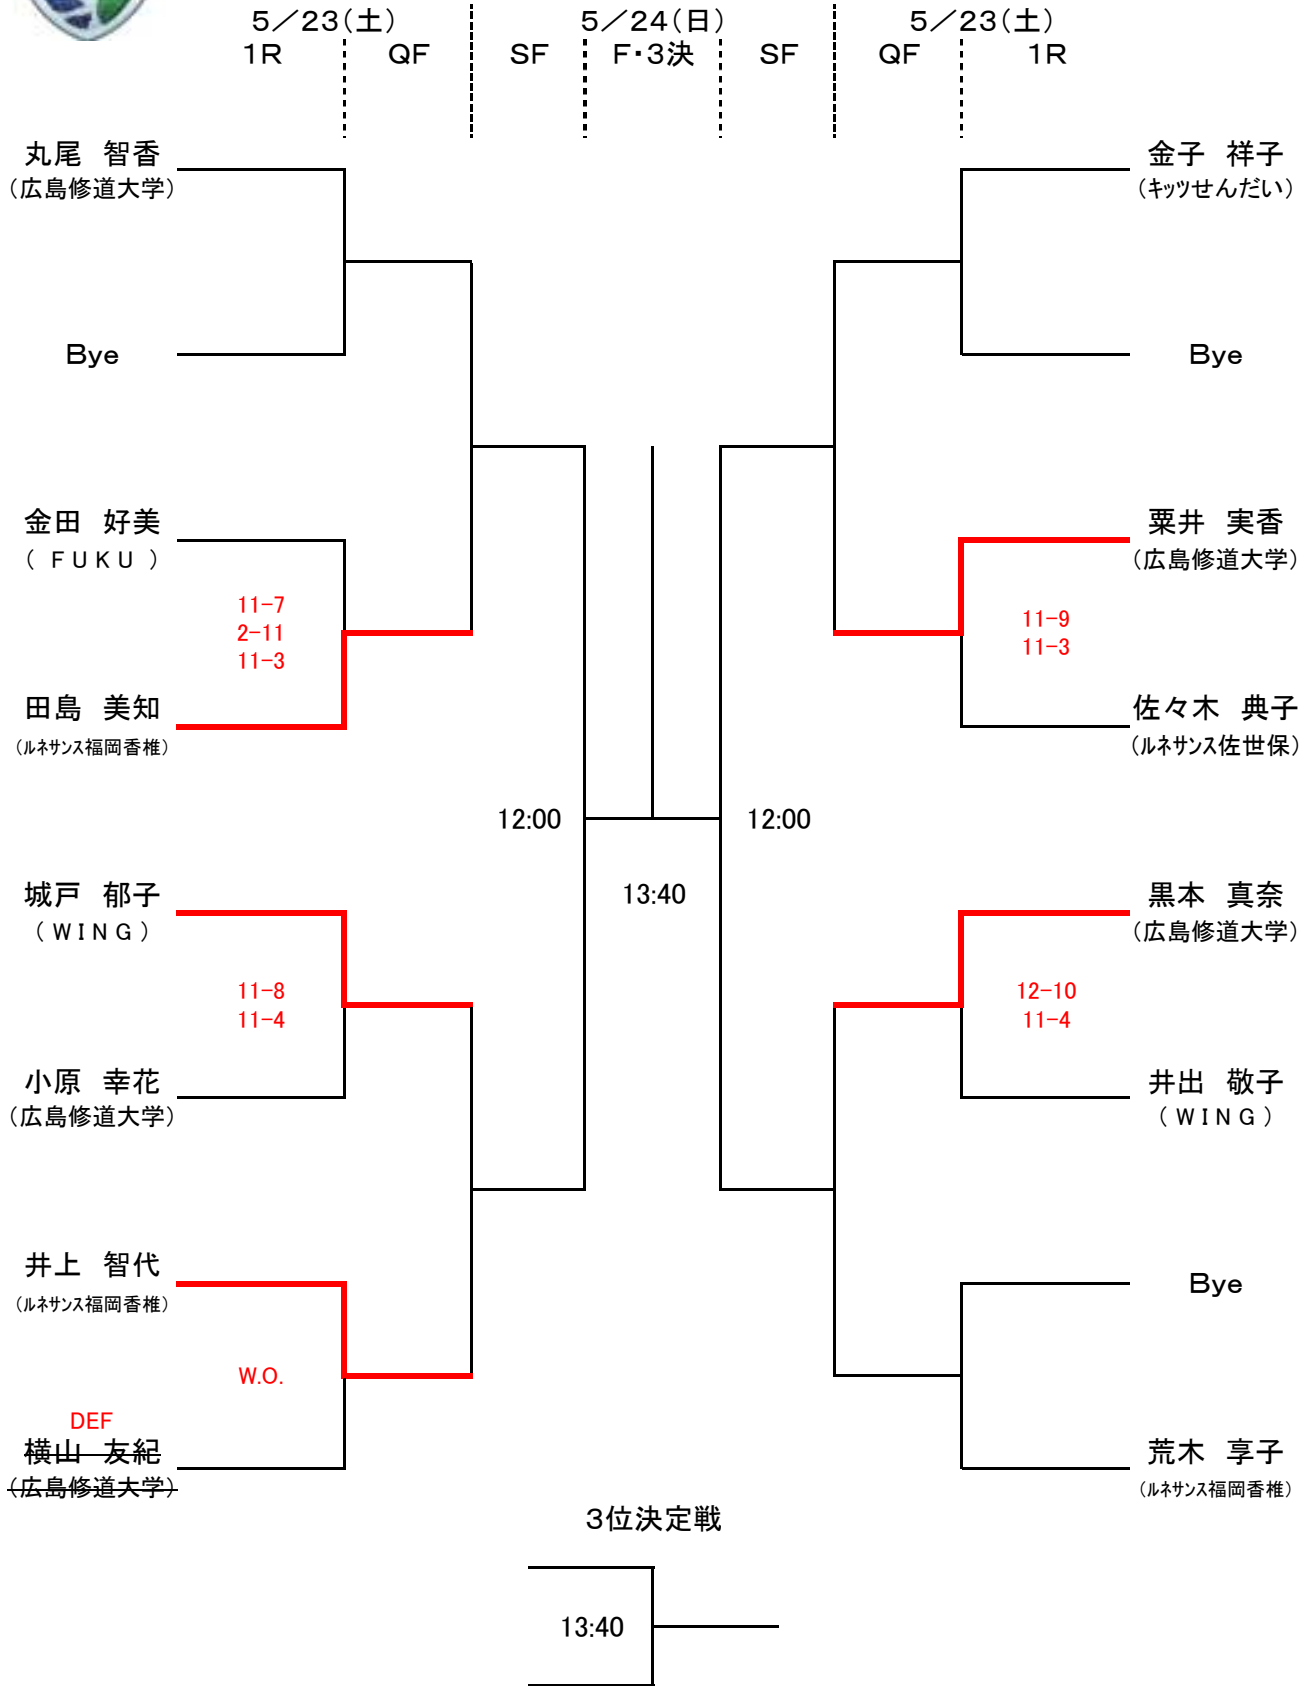 5／23(土)
5／24(日)
5／23(土)
1R
QF
SF
F・3決
SF
QF
1R
丸尾　智香
(広島修道大学)
Bye
金田　好美
( FUKU )
11-7
2-11
11-3
田島　美知
(ﾙﾈｻﾝｽ福岡香椎)
城戸　郁子
(WING)
11-8
11-4
小原　幸花
(広島修道大学)
井上　智代
(ﾙﾈｻﾝｽ福岡香椎)
W.O.
DEF
横山　友紀
(広島修道大学)
12:00
13:40
12:00
金子　祥子
(ｷｯﾂせんだい)
Bye
粟井　実香
(広島修道大学)
11-9
11-3
佐々木　典子
(ﾙﾈｻﾝｽ佐世保)
黒本　真奈
(広島修道大学)
12-10
11-4
井出　敬子
(WING)
Bye
荒木　享子
(ﾙﾈｻﾝｽ福岡香椎)
3位決定戦
13:40